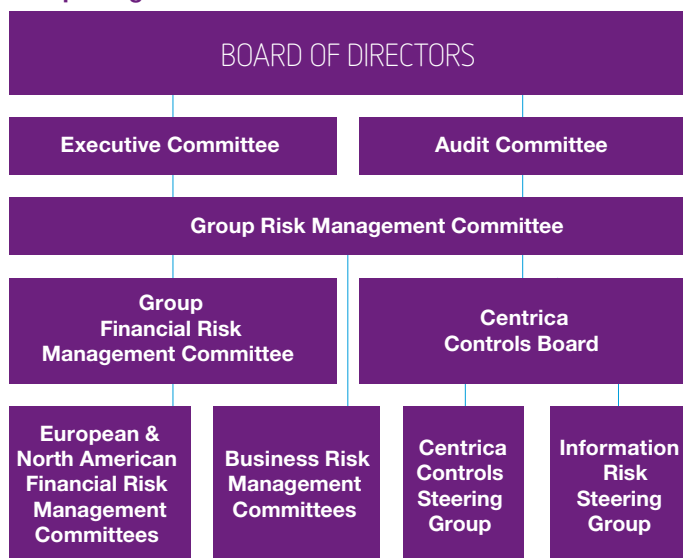 BOARD OF DIRECTORS
Executive Committee
Audit Committee
Group Risk Management Committee
Group
Financial Risk
Management Committee
Centrica
Controls Board
European &
North American
Financial Risk
Management
Committees
Business Risk
Management
Committees
Centrica
Controls
Steering
Group
Information
Risk
Steering
Group